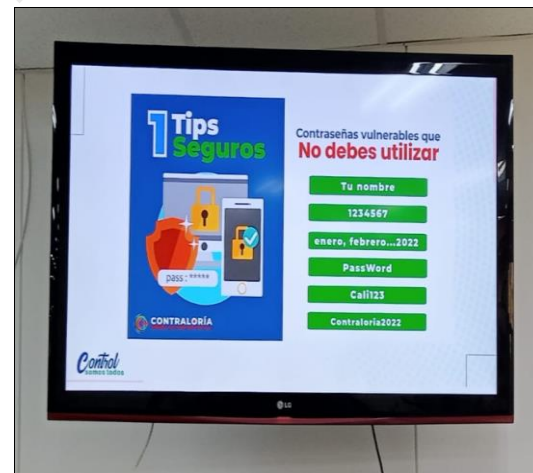 1 Tips
Seguros
pass: *****
CONTRALORÍA
Contraseñas vulnerables que
No debes utilizar
Tu nombre
1234567
enero, febrero...2022
PassWord
Cali123
Contraloria2022
Control
somos todos
LG